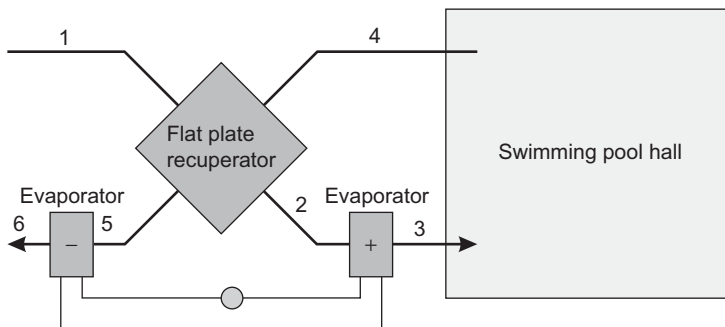 1
4
Flat plate
recuperator
Swimming pool hall
Evaporator
2
Evaporator
6
5
3
−
+